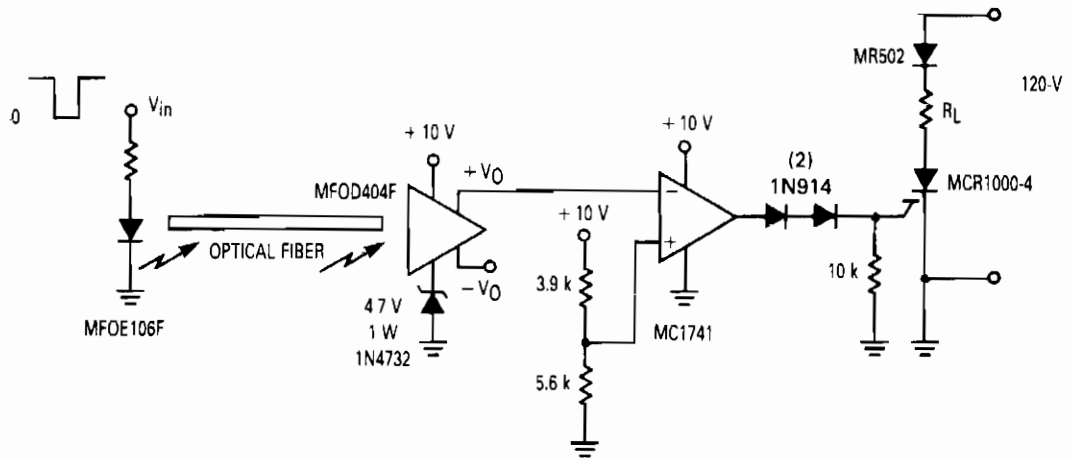 0
Vin
MFOE106F
OPTICAL FIBER
MFOD404F
+ 10 V
+VO
−VO
4 7 V
1 W
1N4732
+ 10 V
3.9 k
5.6 k
+ 10 V
−
+
MC1741
(2)
1N914
10 k
MR502
RL
MCR1000-4
120-V